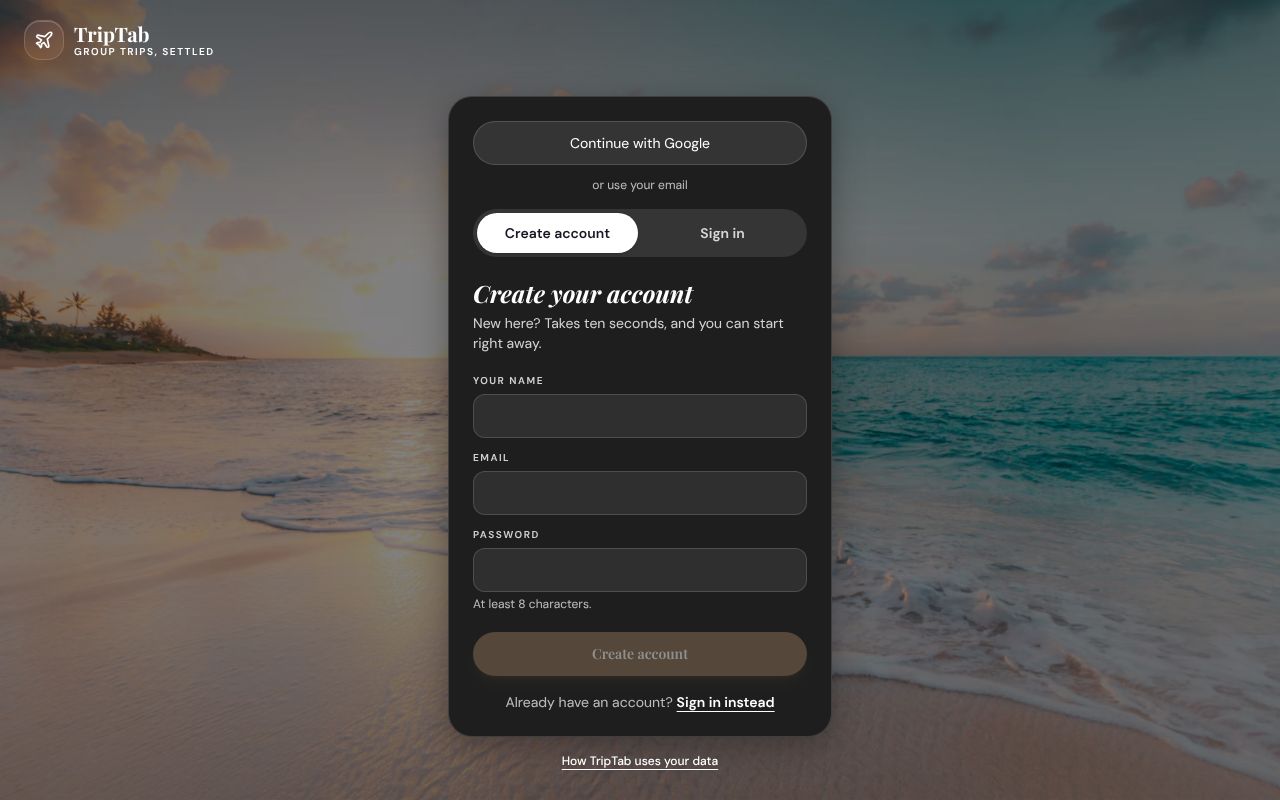 TripTab
GROUP TRIPS, SETTLED
Continue with Google
or use your email
Create account
Sign in
Create your account
New here? Takes ten seconds, and you can start
right away.
YOUR NAME
EMAIL
PASSWORD
At least 8 characters.
Create account
Already have an account? Sign in instead
How TripTab uses your data